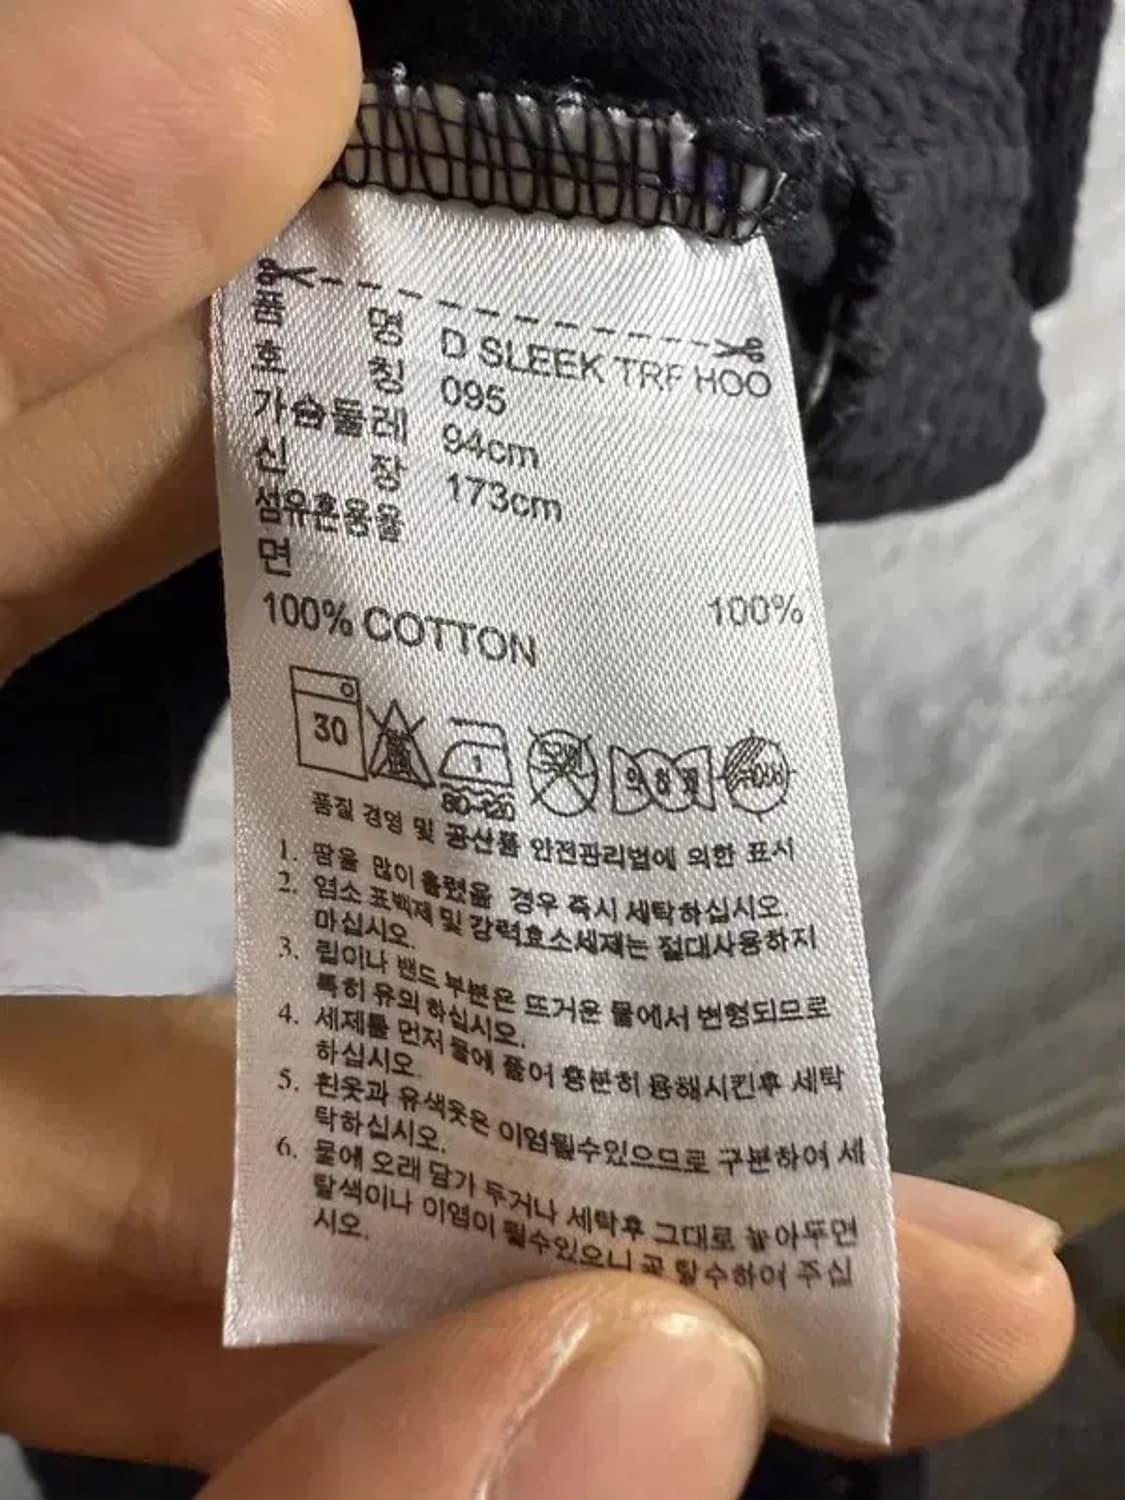 품 명 D SLEEK TRF HOO
호 칭 095
가슴둘레 94cm
신 장 173cm
섬유혼용율
면 100%
100% COTTON
30
1
80-120
약하게
품질 경영 및 공산품 안전관리법에 의한 표시
1. 땀을 많이 흘렸을 경우 즉시 세탁하십시오.
2. 염소 표백제 및 강력효소세제는 절대사용하지
마십시오.
3. 립이나 밴드 부분은 뜨거운 물에서 변형되므로
특히 유의 하십시오.
4. 세제를 먼저 물에 풀어 충분히 용해시킨후 세탁
하십시오.
5. 흰옷과 유색옷은 이염될수있으므로 구분하여 세
탁하십시오.
6. 물에 오래 담가 두거나 세탁후 그대로 놓아두면
탈색이나 이염이 될수있으니 곧 탈수하여 주십
시오.